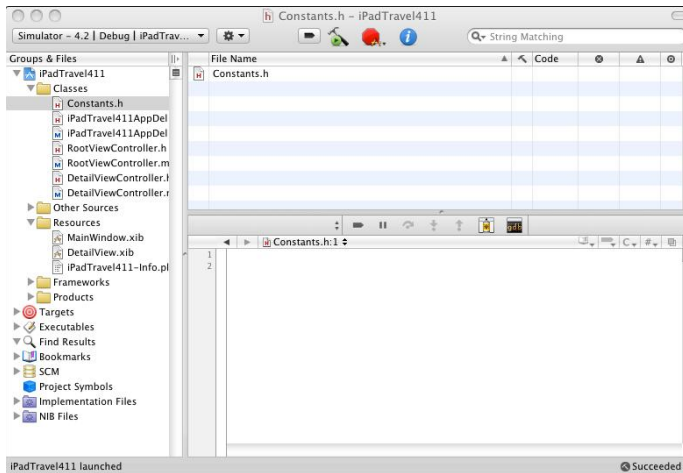 Constants.h - iPadTravel411
Simulator - 4.2 | Debug | iPadTrav...
String Matching
Groups & Files
File Name
Code
iPadTravel411
Classes
Constants.h
iPadTravel411AppDel
iPadTravel411AppDel
RootViewController.h
RootViewController.m
DetailViewController.h
DetailViewController.r
Other Sources
Resources
MainWindow.xib
DetailView.xib
iPadTravel411-Info.pl
Frameworks
Products
Targets
Executables
Find Results
Bookmarks
SCM
Project Symbols
Implementation Files
NIB Files
Constants.h
gdb
Constants.h:1
C
#
1
2
iPadTravel411 launched
Succeeded